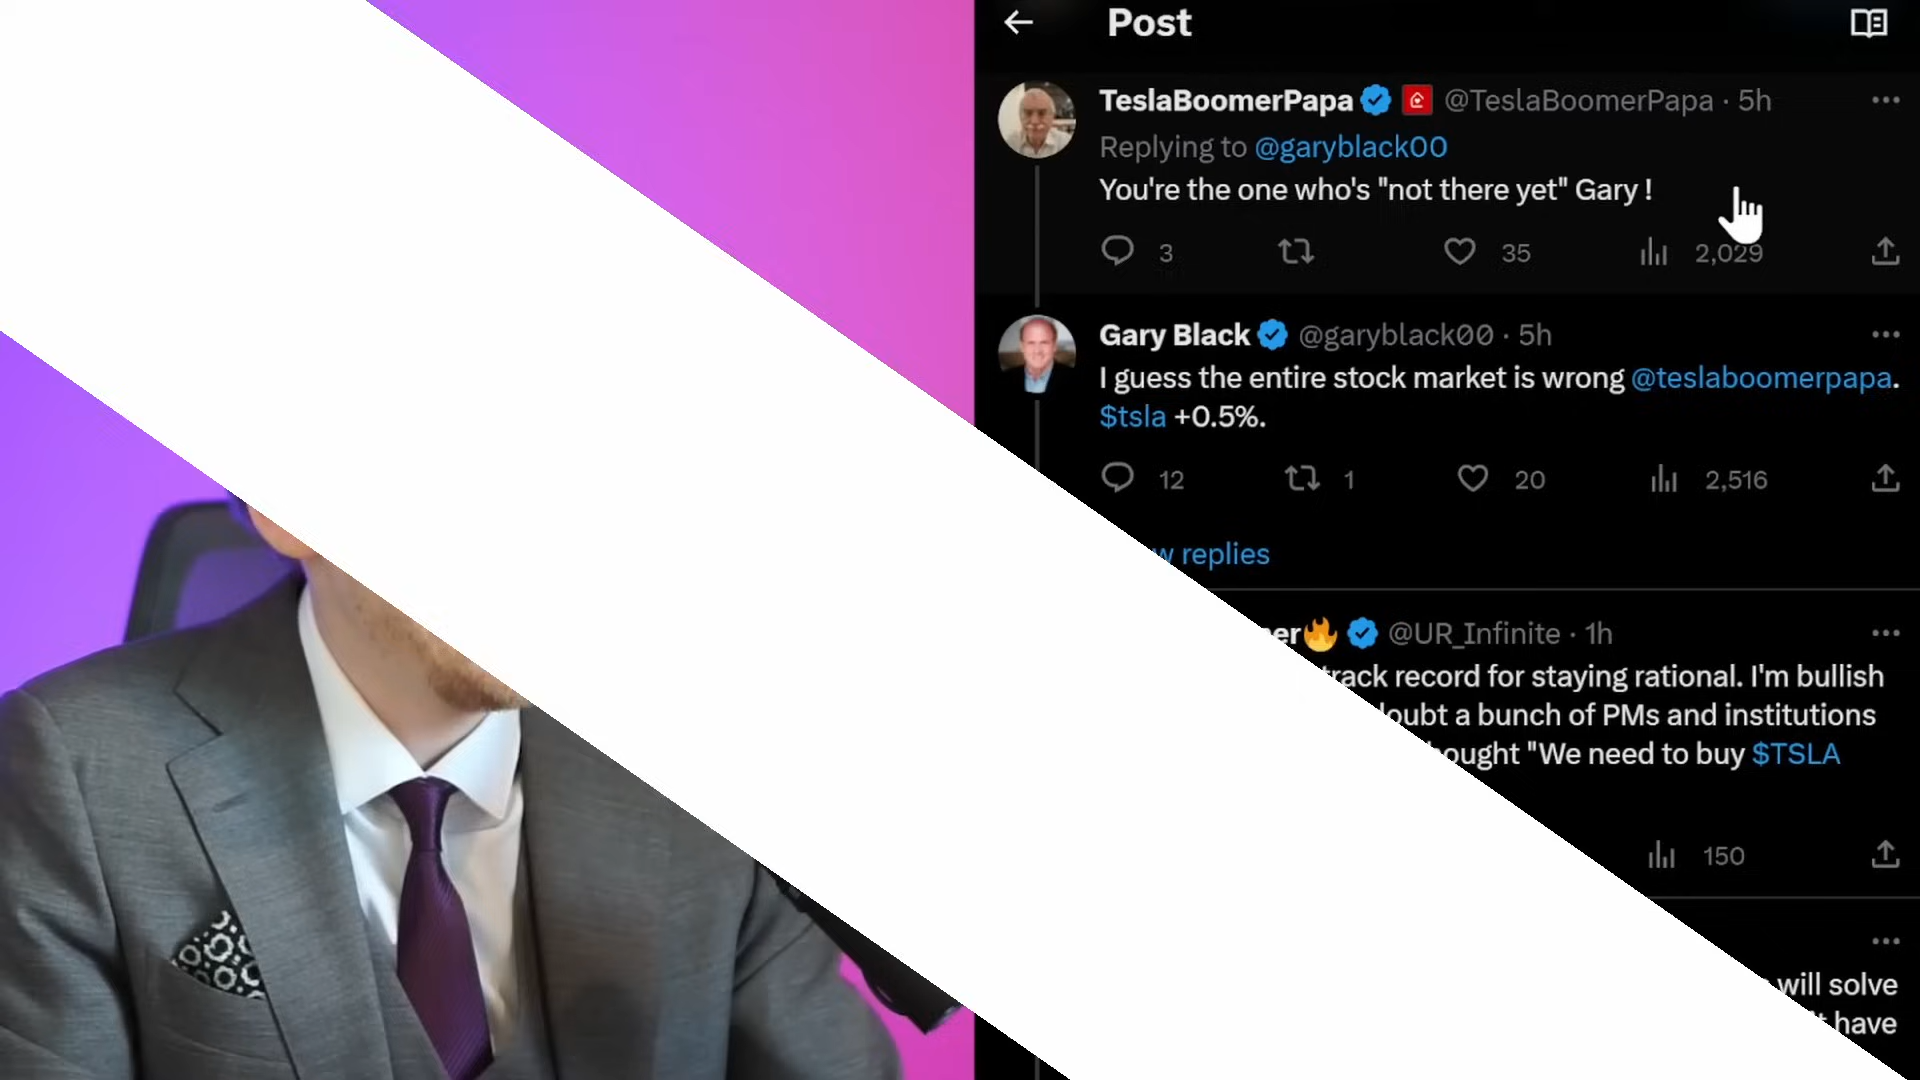 Post
TeslaBoomerPapa @TeslaBoomerPapa · 5h
Replying to @garyblack00
You're the one who's "not there yet" Gary !
3 35 2,029
Gary Black @garyblack00 · 5h
I guess the entire stock market is wrong @teslaboomerpapa.
$tsla +0.5%.
12 1 20 2,516
replies
@UR_Infinite · 1h
track record for staying rational. I'm bullish
doubt a bunch of PMs and institutions
"We need to buy $TSLA
150
will solve
have